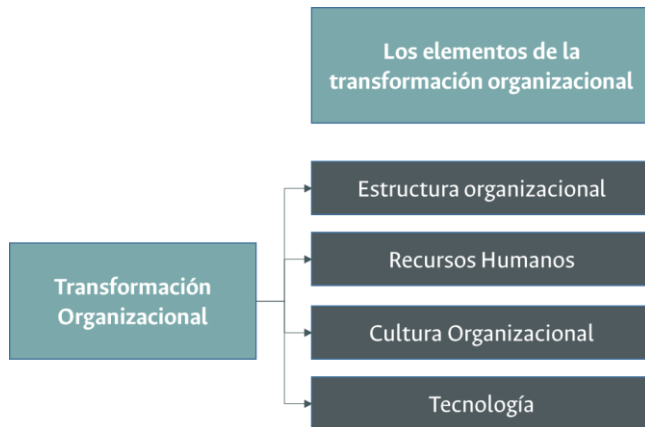 Los elementos de la
transformación organizacional
Estructura organizacional
Recursos Humanos
Transformación
Organizacional
Cultura Organizacional
Tecnología